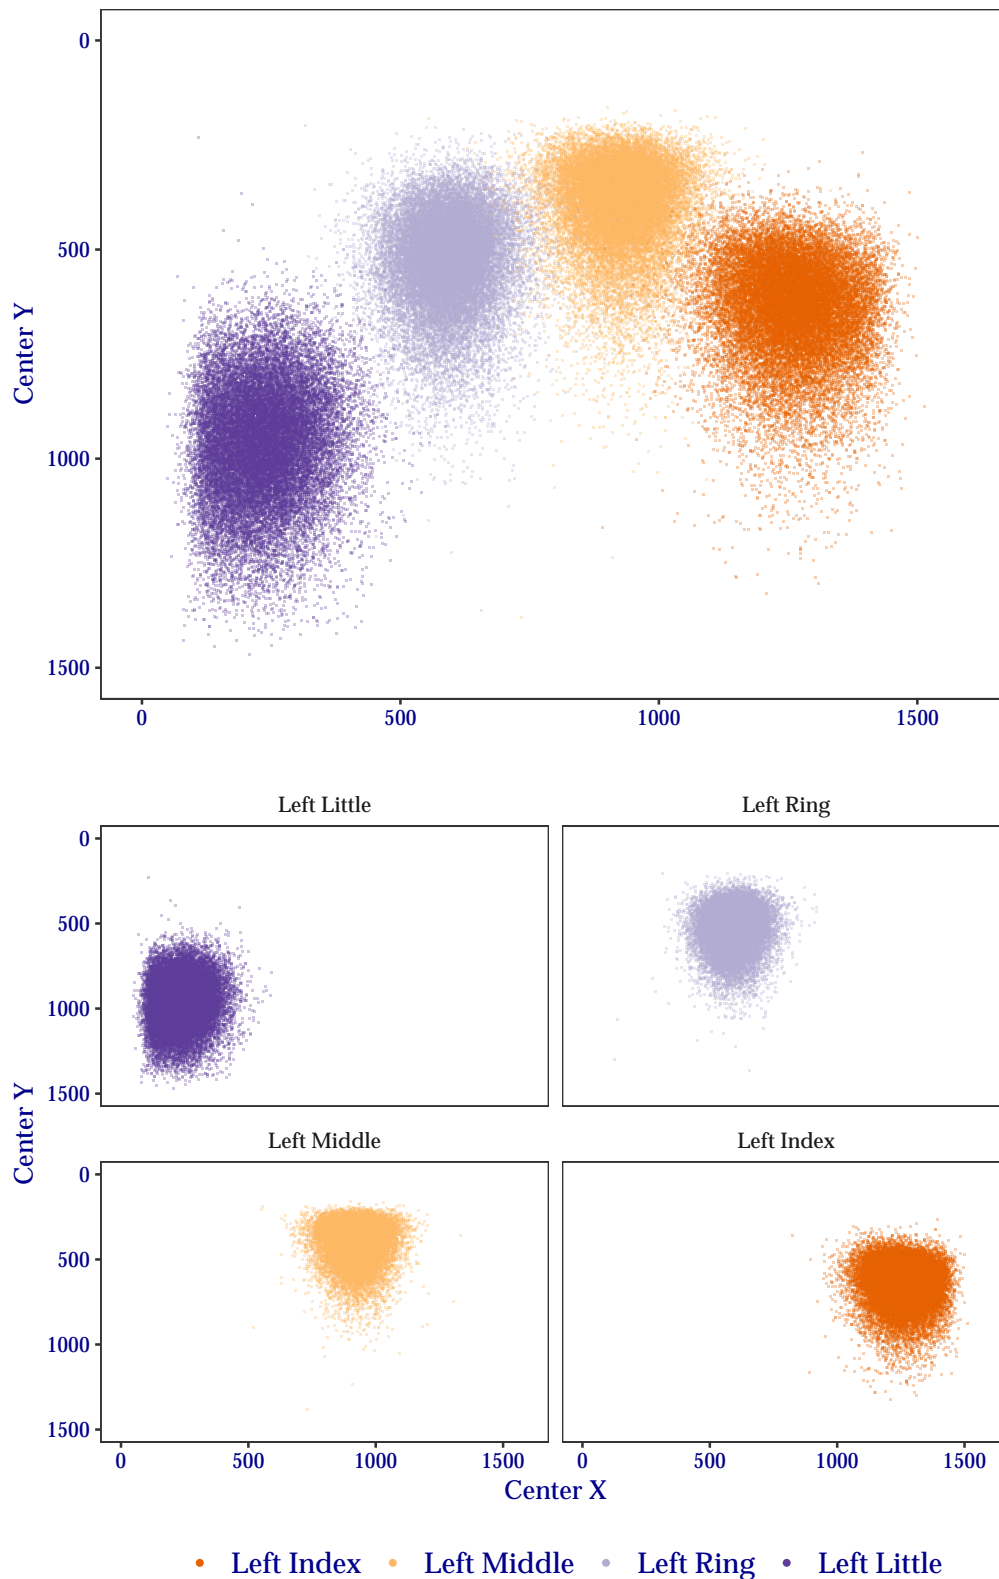 0
500
1000
1500
Center Y
0 500 1000 1500
Left Little Left Ring
0
500
1000
1500
Center Y
Left Middle Left Index
0
500
1000
1500
0 500 1000 1500 0 500 1000 1500
Center X
Left Index Left Middle Left Ring Left Little